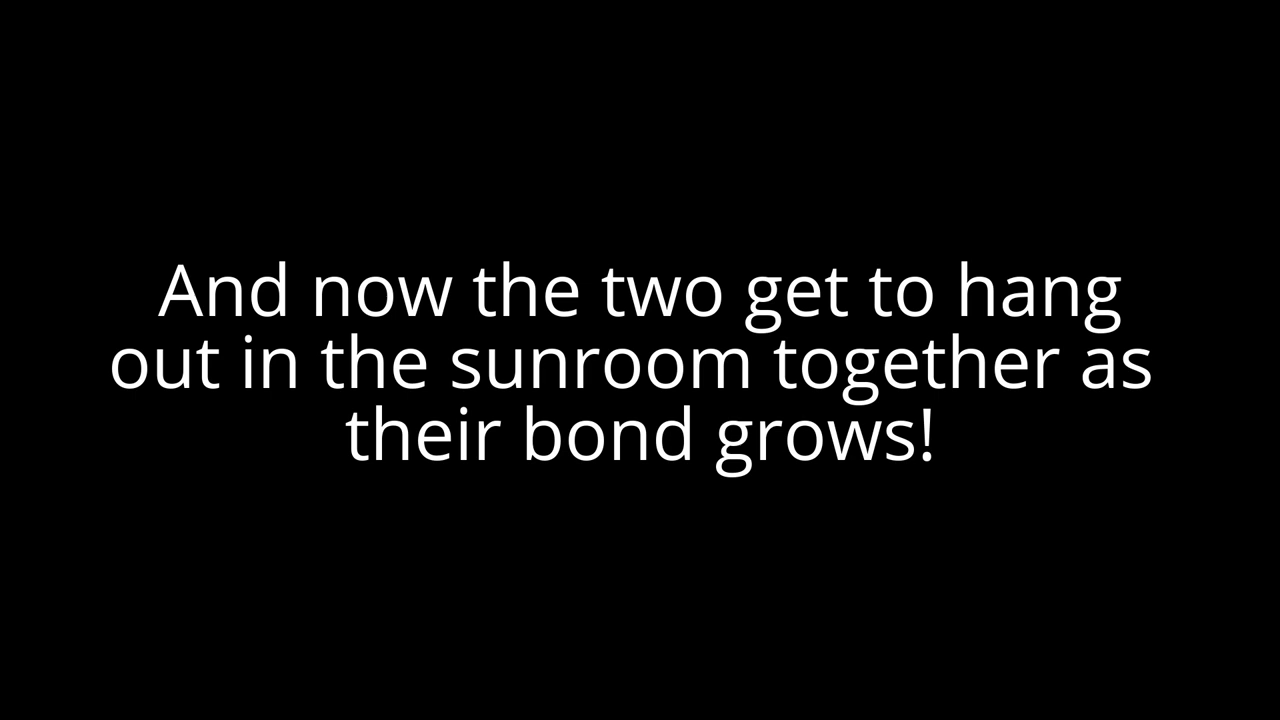 And now the two get to hang
out in the sunroom together as
their bond grows!